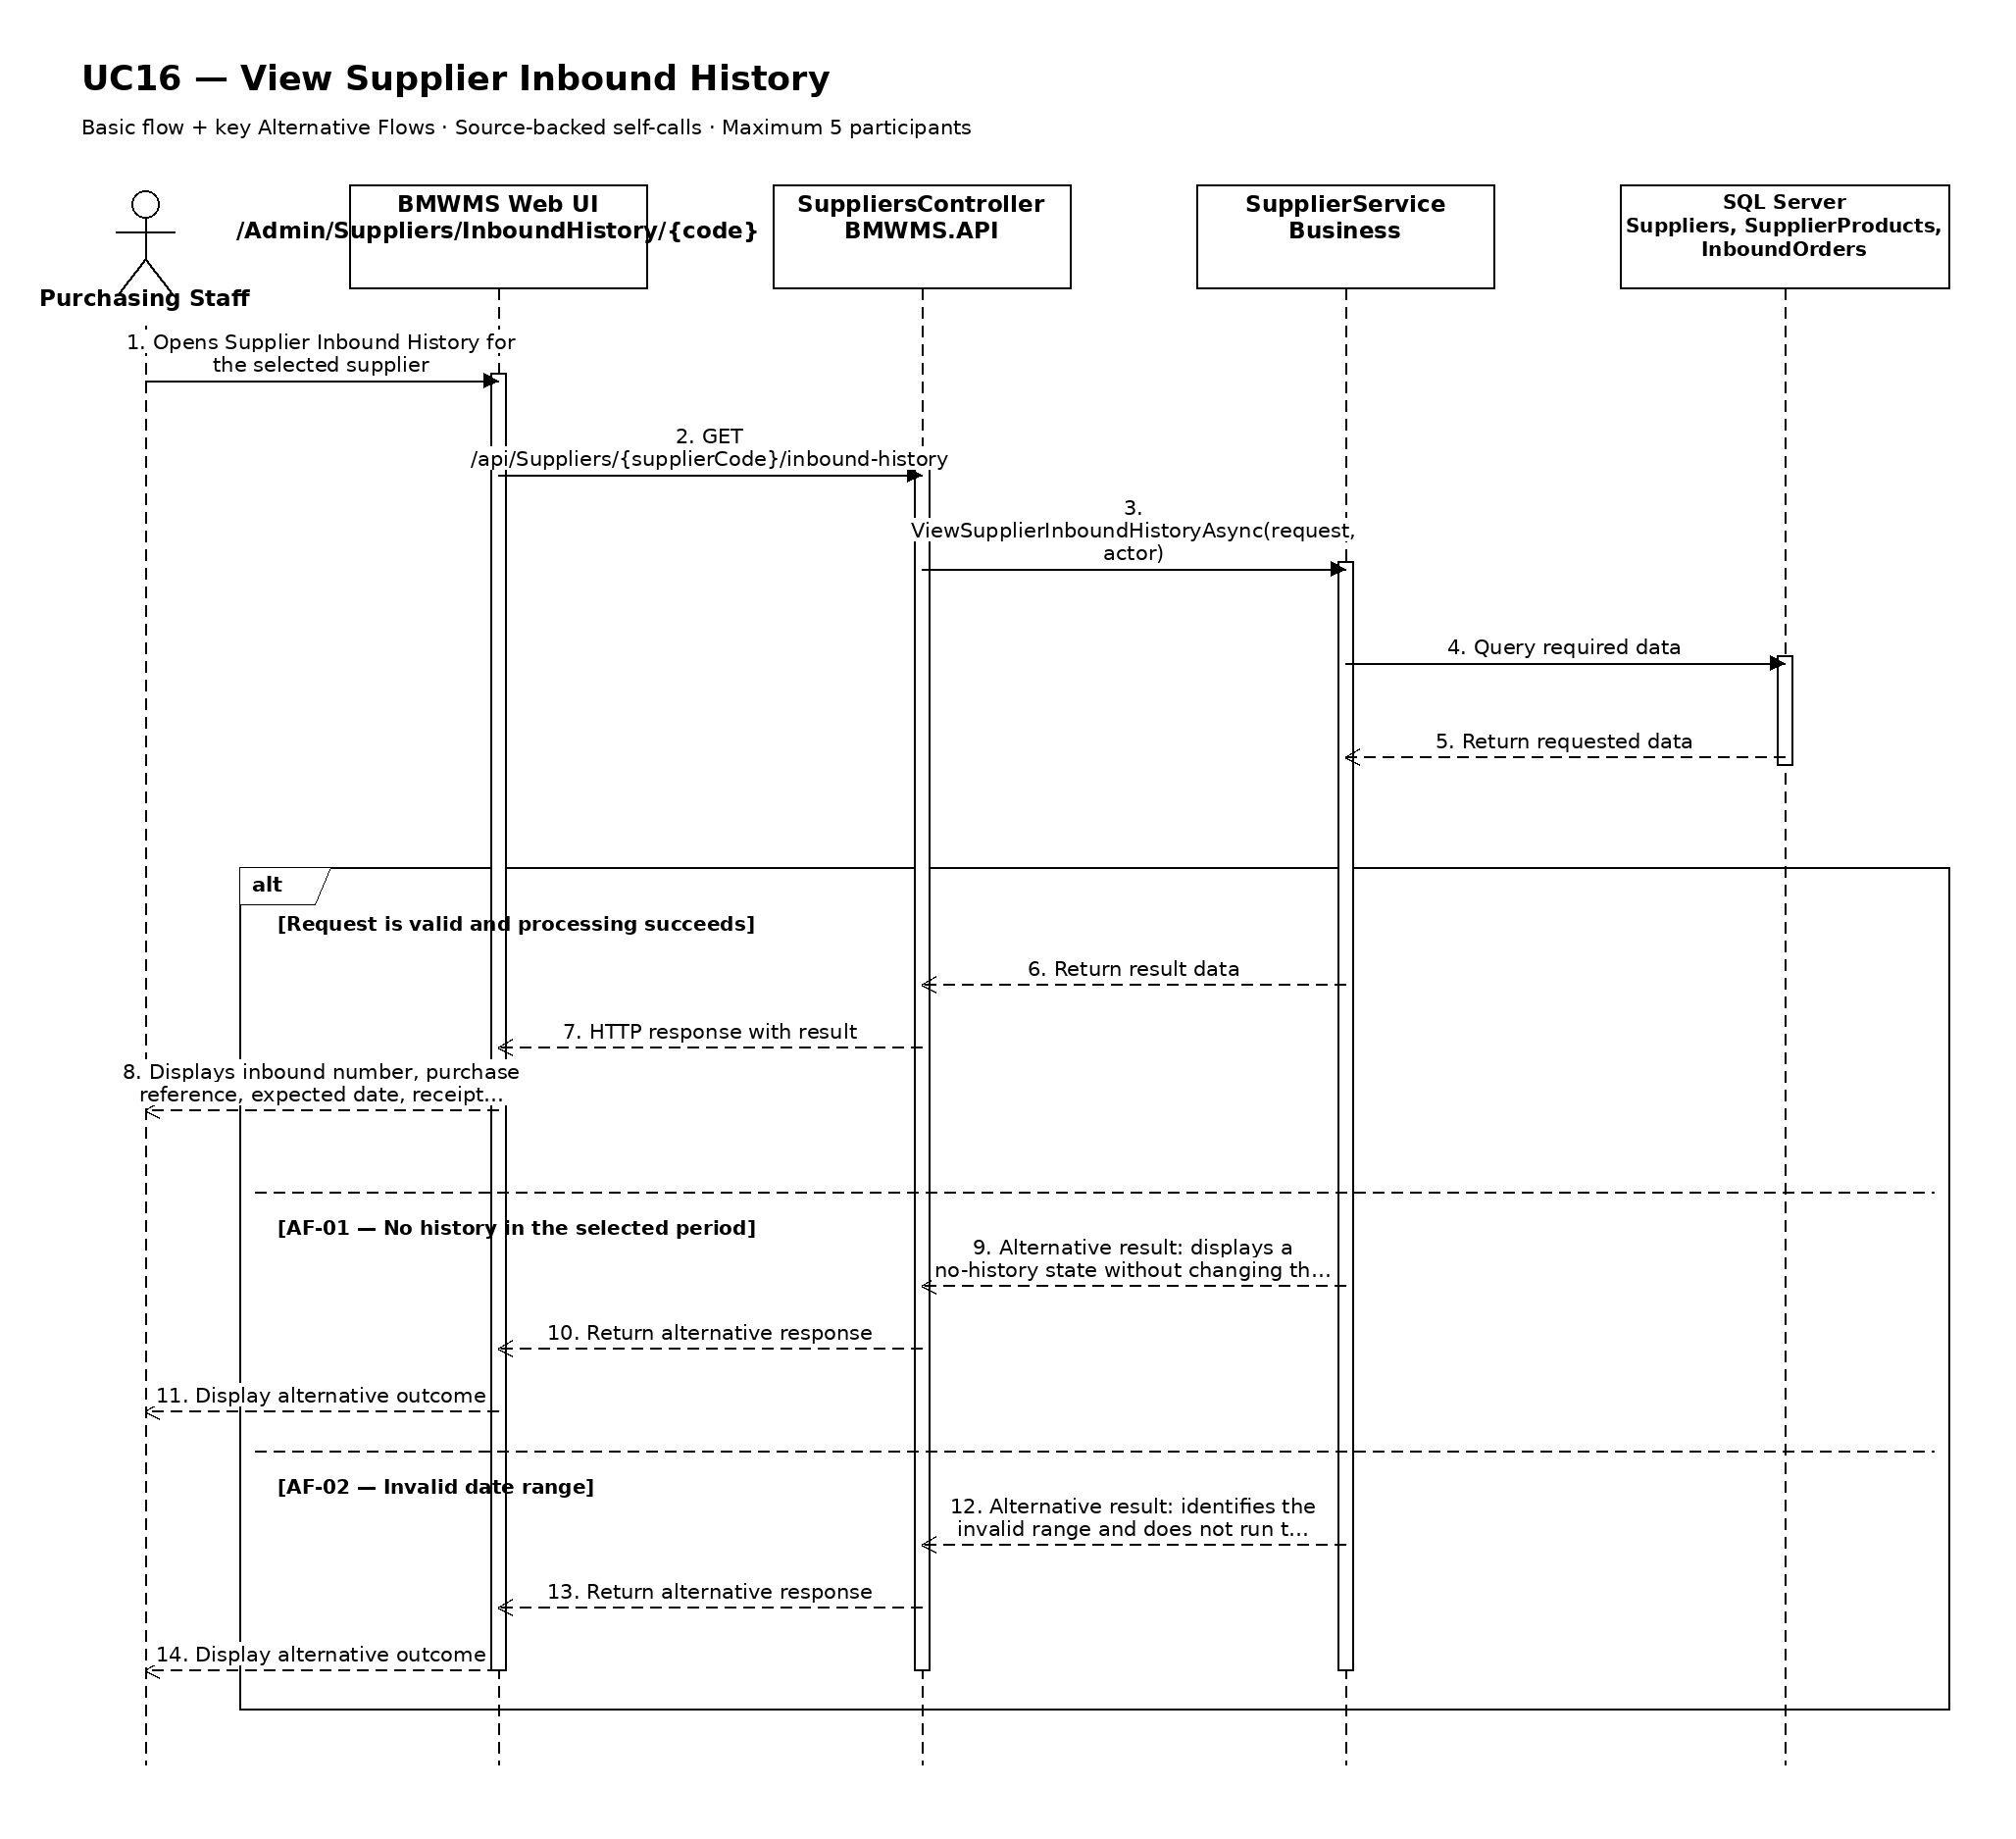 UC16 — View Supplier Inbound History
Basic flow + key Alternative Flows · Source-backed self-calls · Maximum 5 participants
Purchasing Staff
BMWMS Web UI
/Admin/Suppliers/InboundHistory/{code}
SuppliersController
BMWMS.API
SupplierService
Business
SQL Server
Suppliers, SupplierProducts,
InboundOrders
1. Opens Supplier Inbound History for
the selected supplier
2. GET
/api/Suppliers/{supplierCode}/inbound-history
3.
ViewSupplierInboundHistoryAsync(request,
actor)
4. Query required data
5. Return requested data
alt
[Request is valid and processing succeeds]
6. Return result data
7. HTTP response with result
8. Displays inbound number, purchase
reference, expected date, receipt...
[AF-01 — No history in the selected period]
9. Alternative result: displays a
no-history state without changing th...
10. Return alternative response
11. Display alternative outcome
[AF-02 — Invalid date range]
12. Alternative result: identifies the
invalid range and does not run t...
13. Return alternative response
14. Display alternative outcome